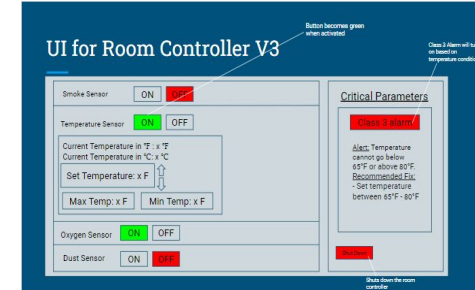 Button becomes green
when activated
UI for Room Controller V3
Class 3 Alarm will tu
on based on
temperature conditio
Smoke Sensor ON OFF
Temperature Sensor ON OFF
Current Temperature in °F : x °F
Current Temperature in °C: x °C
Set Temperature: x F
Max Temp: x F Min Temp: x F
Oxygen Sensor ON OFF
Dust Sensor ON OFF
Critical Parameters
Class 3 alarm
Alert: Temperature
cannot go below
65°F or above 80°F.
Recommended Fix:
- Set temperature
between 65°F - 80°F
Shut Down
Shuts down the room
controller